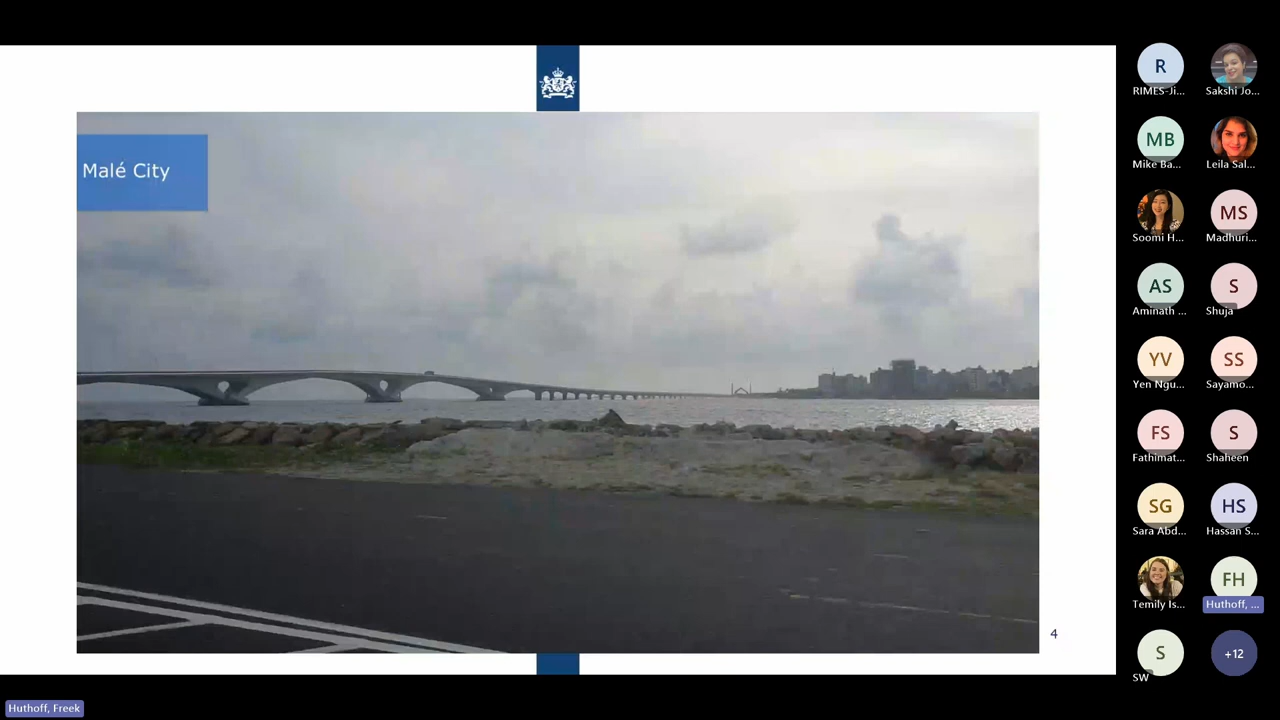 Malé City
4
R
RIMES-Ji...
Sakshi Jo...
MB
Mike Ba...
Leila Sal...
Soomi H...
MS
Madhuri...
AS
Aminath ...
S
Shuja
YV
Yen Ngu...
SS
Sayamo...
FS
Fathimat...
S
Shaheen
SG
Sara Abd...
HS
Hassan S...
Temily Is...
FH
Huthoff, ...
S
SW
+12
Huthoff, Freek